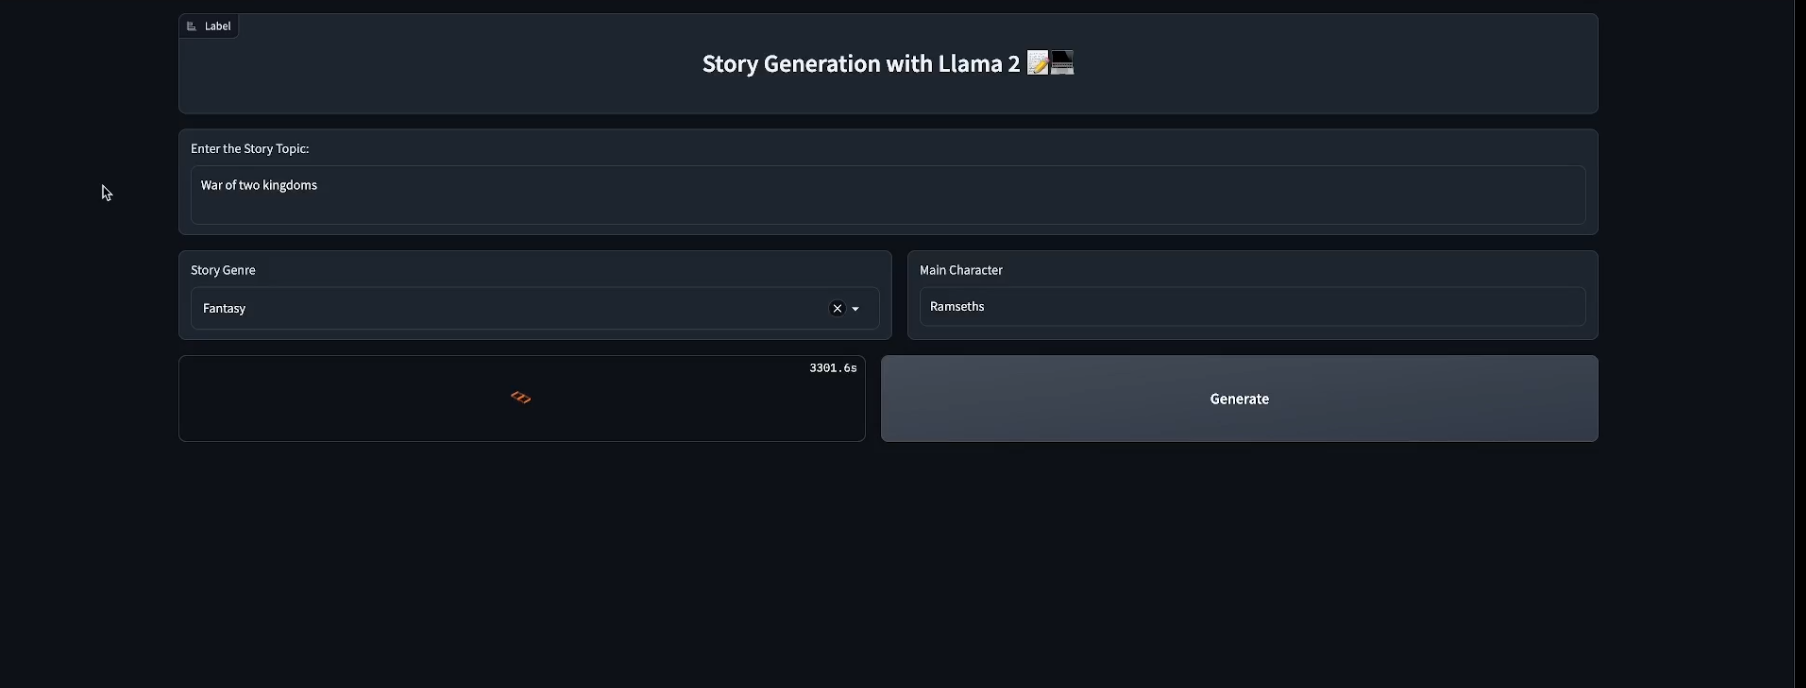 Label
Story Generation with Llama 2 📝💻
Enter the Story Topic:
War of two kingdoms
Story Genre
Main Character
Fantasy
Ramseths
3301.6s
Generate